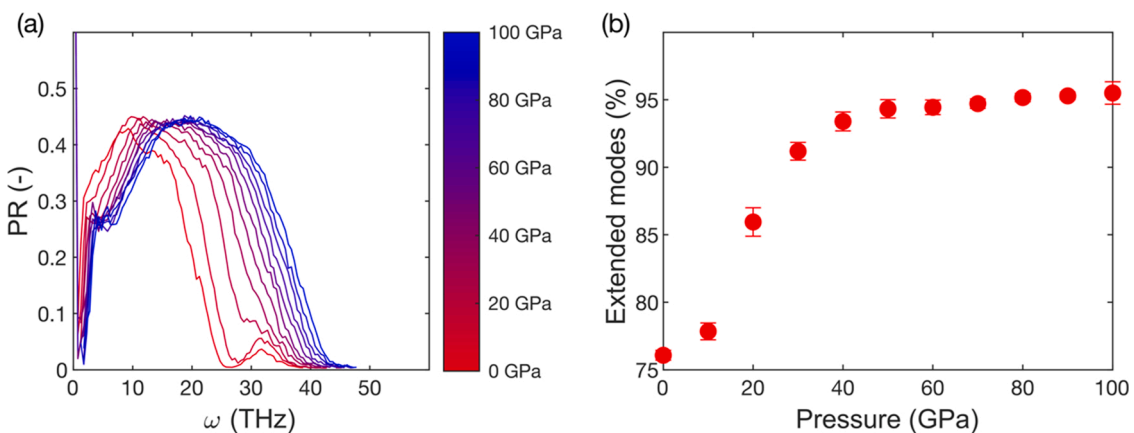 (a)
PR (-)
0.5
0.4
0.3
0.2
0.1
0
0 10 20 30 40 50
ω (THz)
100 GPa
80 GPa
60 GPa
40 GPa
20 GPa
0 GPa
(b)
Extended modes (%)
95
90
85
80
75
0 20 40 60 80 100
Pressure (GPa)